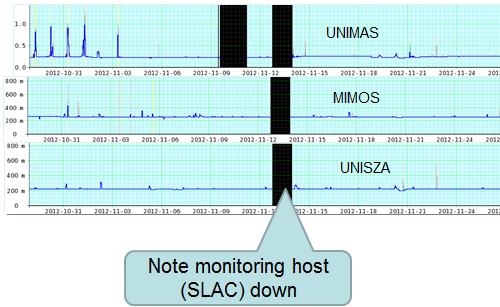 1.0
0.5
0.0
UNIMAS
2012-10-31 2012-11-03 2012-11-06 2012-11-09 2012-11-12 2012-11-15 2012-11-18 2012-11-21 2012-11-24
800 m
600 m
400 m
200 m
0
MIMOS
2012-10-31 2012-11-03 2012-11-06 2012-11-09 2012-11-12 2012-11-15 2012-11-18 2012-11-21 2012-11-24
800 m
600 m
400 m
200 m
0
UNISZA
2012-10-31 2012-11-03 2012-11-06 2012-11-09 2012-11-1 -11-15 2012-11-18 2012-11-21 2012-11-24
Note monitoring host
(SLAC) down